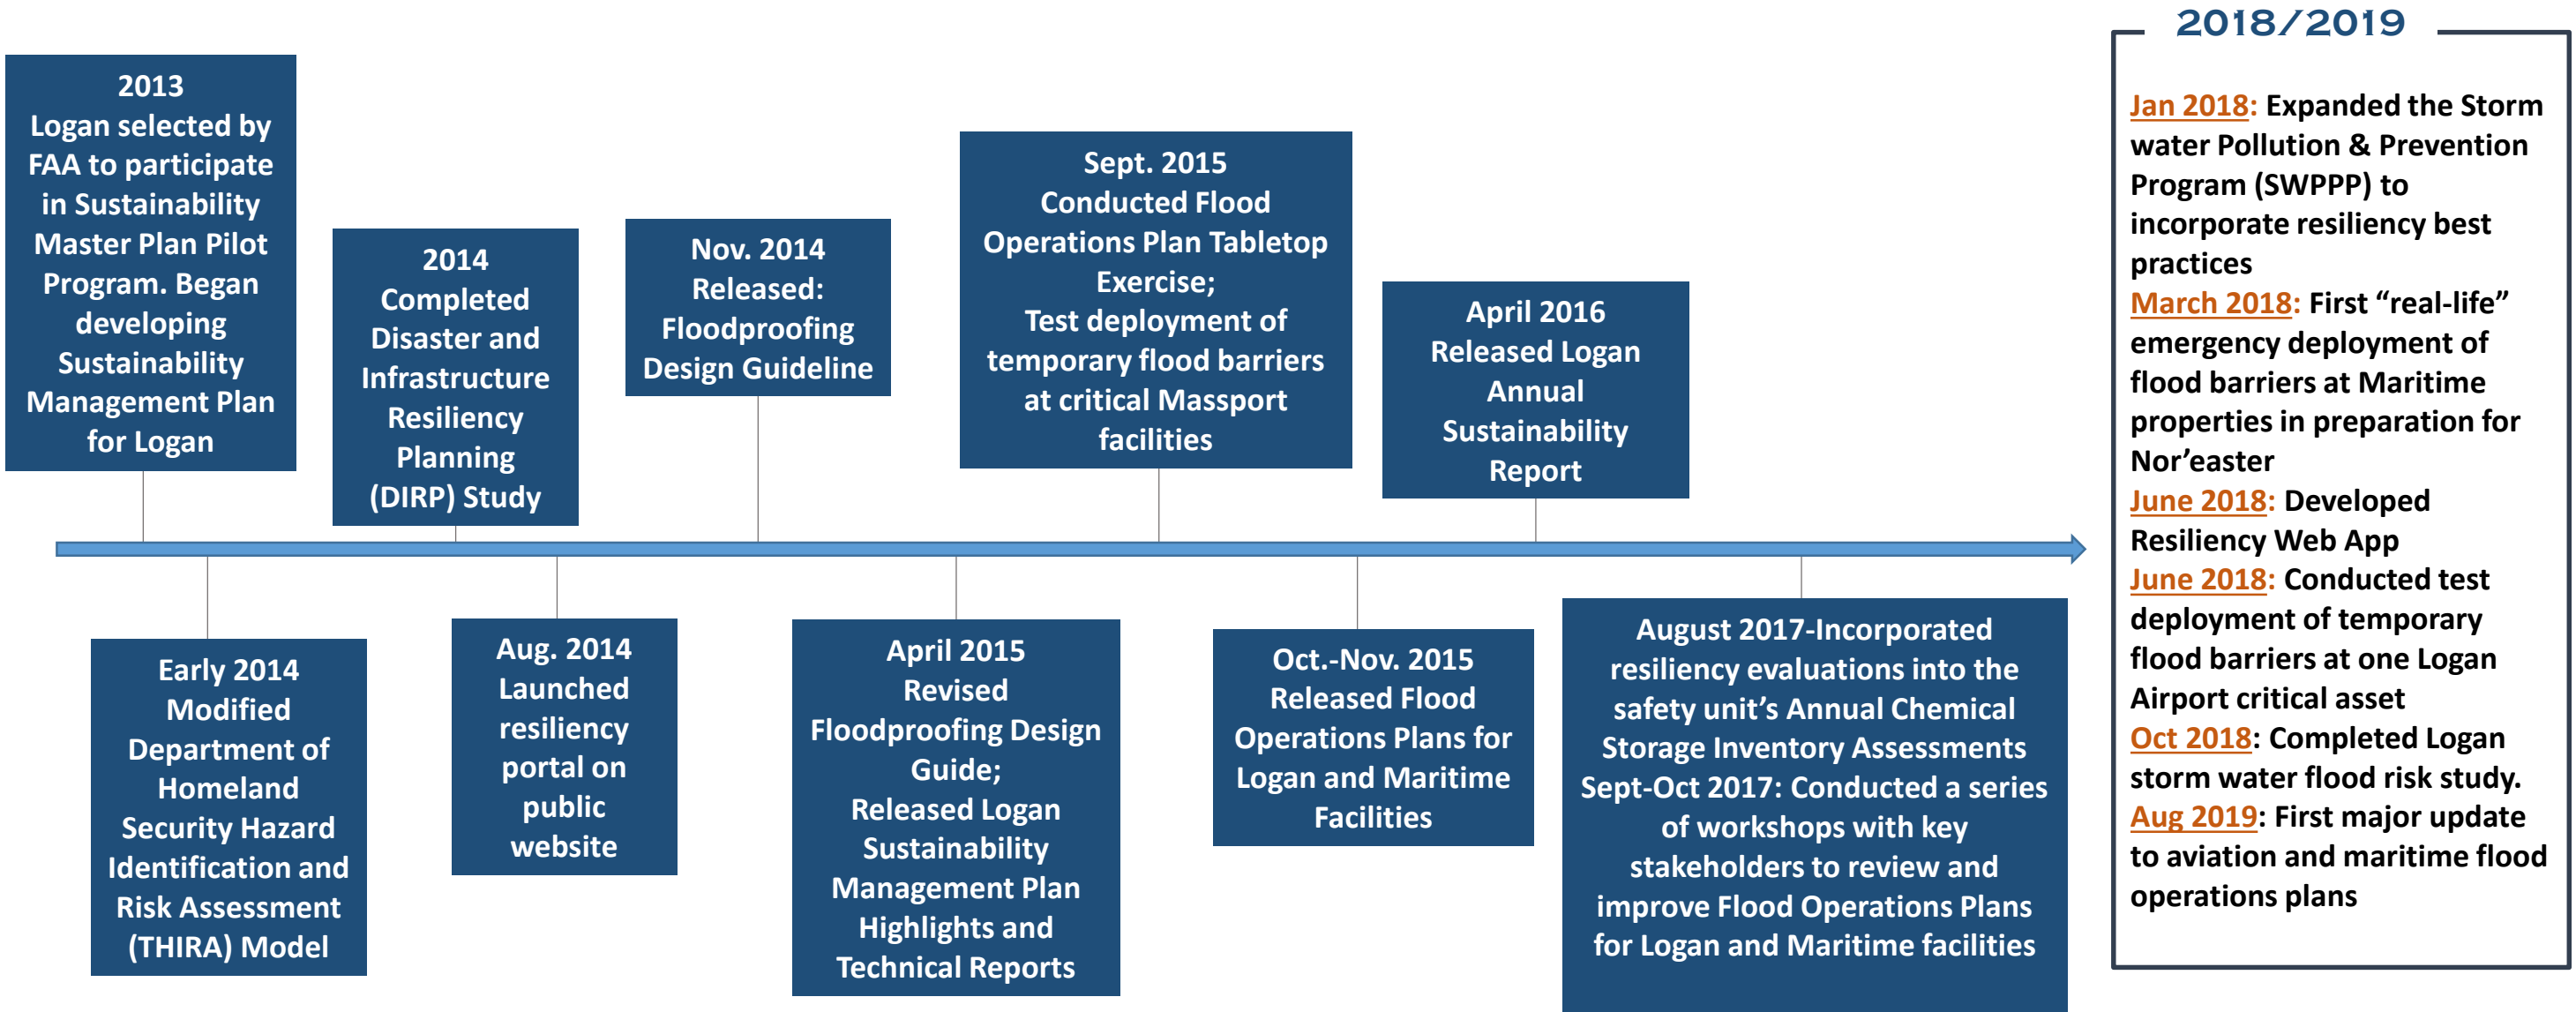 2013
Logan selected by
FAA to participate
in Sustainability
Master Plan Pilot
Program. Began
developing
Sustainability
Management Plan
for Logan
Early 2014
Modified
Department of
Homeland
Security Hazard
Identification and
Risk Assessment
(THIRA) Model
2014
Completed
Disaster and
Infrastructure
Resiliency
Planning
(DIRP) Study
Aug. 2014
Launched
resiliency
portal on
public
website
Nov. 2014
Released:
Floodproofing
Design Guideline
April 2015
Revised
Floodproofing Design
Guide;
Released Logan
Sustainability
Management Plan
Highlights and
Technical Reports
Sept. 2015
Conducted Flood
Operations Plan Tabletop
Exercise;
Test deployment of
temporary flood barriers
at critical Massport
facilities
Oct.-Nov. 2015
Released Flood
Operations Plans for
Logan and Maritime
Facilities
April 2016
Released Logan
Annual
Sustainability
Report
August 2017-Incorporated
resiliency evaluations into the
safety unit’s Annual Chemical
Storage Inventory Assessments
Sept-Oct 2017: Conducted a series
of workshops with key
stakeholders to review and
improve Flood Operations Plans
for Logan and Maritime facilities
2018/2019
Jan 2018: Expanded the Storm
water Pollution & Prevention
Program (SWPPP) to
incorporate resiliency best
practices
March 2018: First “real-life”
emergency deployment of
flood barriers at Maritime
properties in preparation for
Nor’easter
June 2018: Developed
Resiliency Web App
June 2018: Conducted test
deployment of temporary
flood barriers at one Logan
Airport critical asset
Oct 2018: Completed Logan
storm water flood risk study.
Aug 2019: First major update
to aviation and maritime flood
operations plans